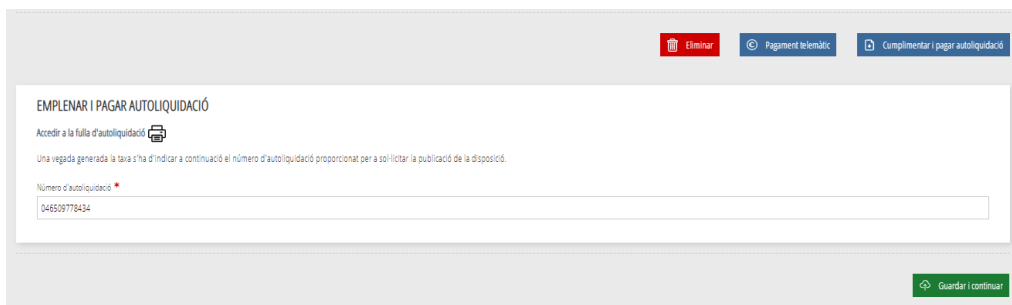 Eliminar
Pagament telemàtic
Cumplimentar i pagar autoliquidació
EMPLENAR I PAGAR AUTOLIQUIDACIÓ
Accedir a la fulla d'autoliquidació
Una vegada generada la taxa s'ha d'indicar a continuació el número d'autoliquidació proporcionat per a sol·licitar la publicació de la disposició.
Número d'autoliquidació *
046509778434
Guardar i continuar